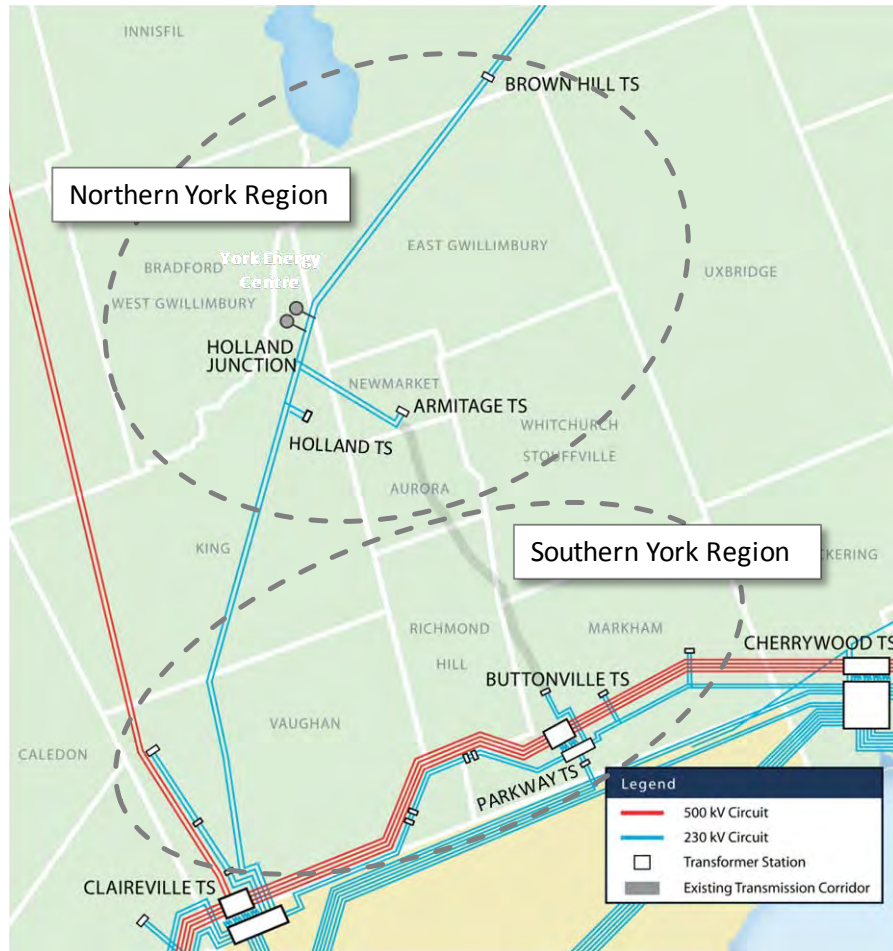 INNISFIL
BROWN HILL TS
Northern York Region
EAST GWILLIMBURY
BRADFORD
York Energy
Centre
UXBRIDGE
WEST GWILLIMBURY
HOLLAND
JUNCTION
NEWMARKET
ARMITAGE TS
WHITCHURCH
HOLLAND TS
STOUFFVILLE
AURORA
KING
Southern York Region
CKERING
RICHMOND
HILL
MARKHAM
CHERRYWOOD TS
BUTTONVILLE TS
VAUGHAN
CALEDON
PARKWAY TS
Legend
500 kV Circuit
230 kV Circuit
Transformer Station
Existing Transmission Corridor
CLAIREVILLE TS